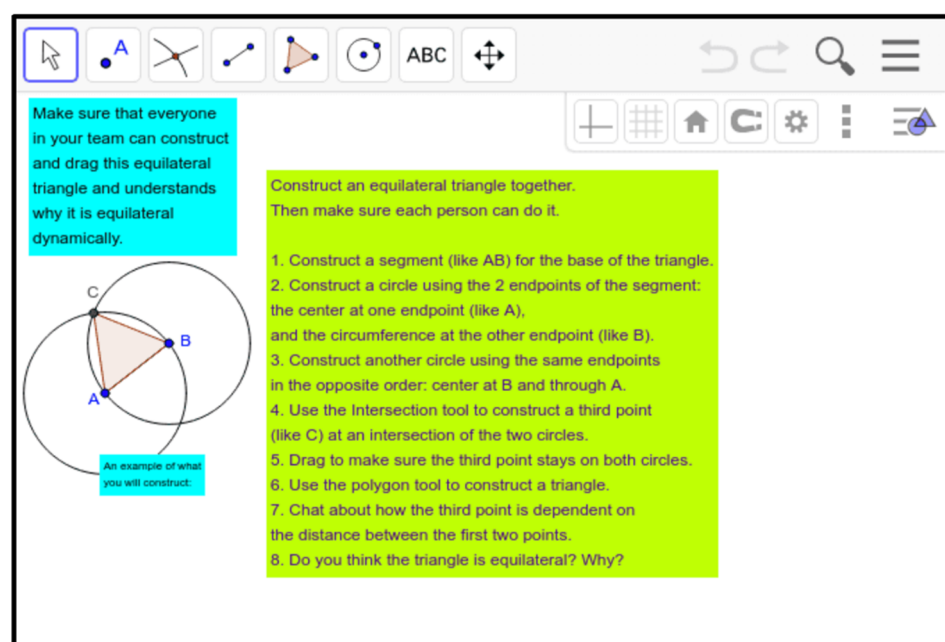 A
ABC
Make sure that everyone
in your team can construct
and drag this equilateral
triangle and understands
why it is equilateral
dynamically.
Construct an equilateral triangle together.
Then make sure each person can do it.
1. Construct a segment (like AB) for the base of the triangle.
2. Construct a circle using the 2 endpoints of the segment:
the center at one endpoint (like A),
and the circumference at the other endpoint (like B).
3. Construct another circle using the same endpoints
in the opposite order: center at B and through A.
4. Use the Intersection tool to construct a third point
(like C) at an intersection of the two circles.
5. Drag to make sure the third point stays on both circles.
6. Use the polygon tool to construct a triangle.
7. Chat about how the third point is dependent on
the distance between the first two points.
8. Do you think the triangle is equilateral? Why?
C
B
A
An example of what
you will construct: